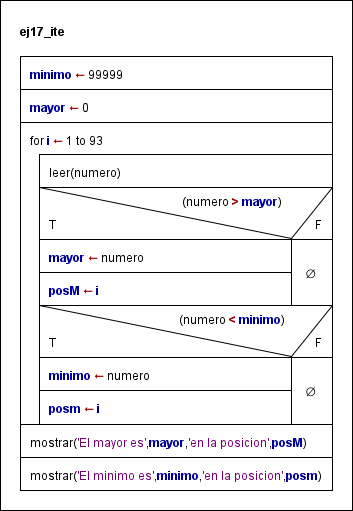 ej17_ite
minimo ← 99999
mayor ← 0
for i ← 1 to 93
leer(numero)
(numero > mayor)
T F
mayor ← numero
∅
posM ← i
(numero < minimo)
T F
minimo ← numero
∅
posm ← i
mostrar('El mayor es',mayor,'en la posicion',posM)
mostrar('El minimo es',minimo,'en la posicion',posm)